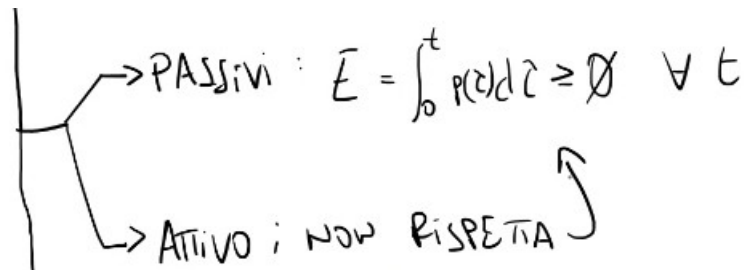 PASSIVI : E = ∫₀ᵗ p(τ)dτ ≥ 0 ∀ t
ATTIVO ; NON RISPETTA